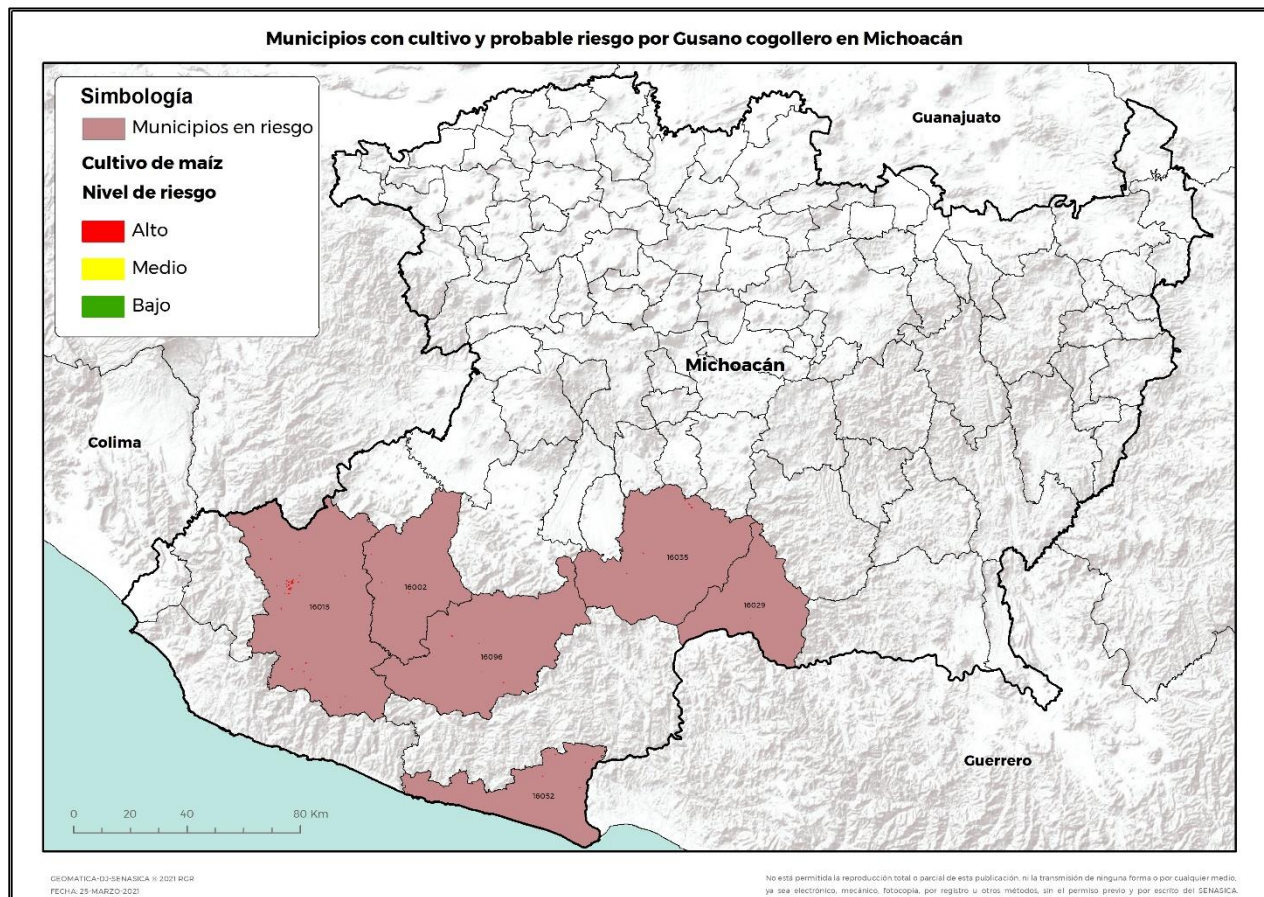 Municipios con cultivo y probable riesgo por Gusano cogollero en Michoacán
Simbología
Municipios en riesgo
Cultivo de maíz
Nivel de riesgo
Alto
Medio
Bajo
Guanajuato
Michoacán
Colima
16035
16002
16015
16029
16096
Guerrero
16052
0 20 40 80 Km
GEOMATICA-DJ-SENASICA ® 2021 RGR
FECHA: 25-MARZO-2021
No está permitida la reproducción total o parcial de esta publicación, ni la transmisión de ninguna forma o por cualquier medio,
ya sea electrónico, mecánico, fotocopia, por registro u otros métodos, sin el permiso previo y por escrito del SENASICA.